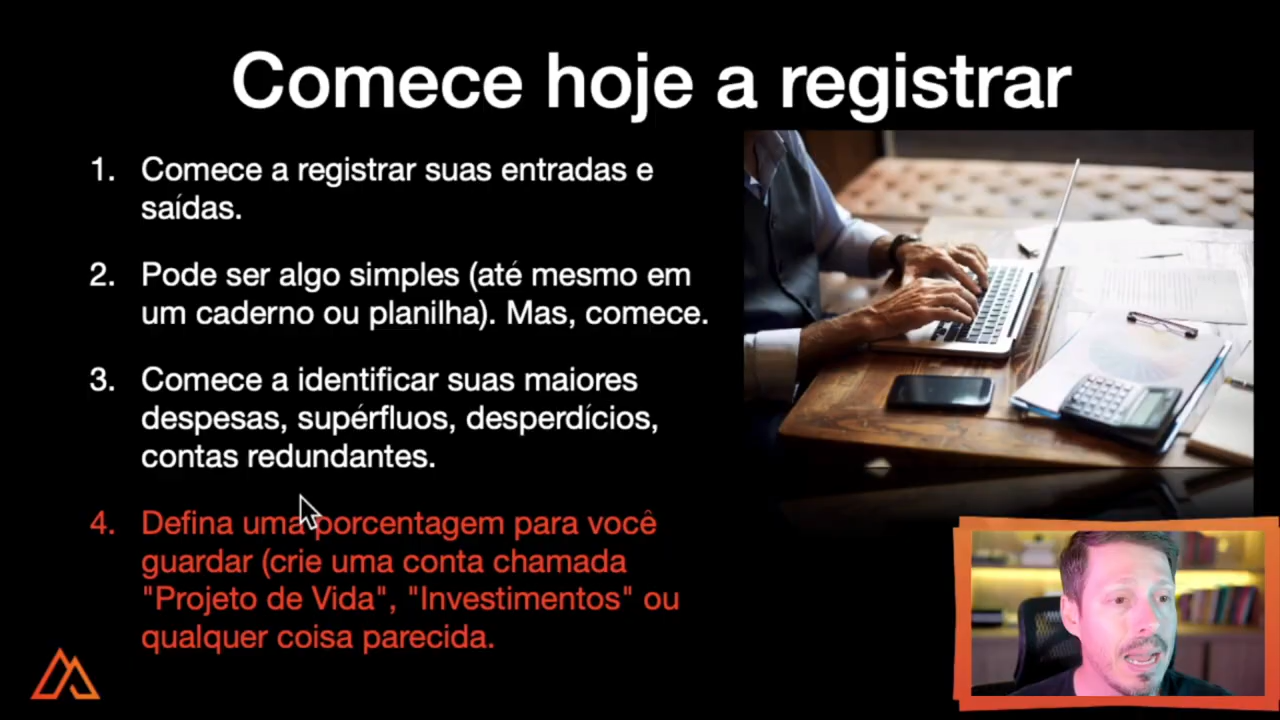 Comece hoje a registrar
1. Comece a registrar suas entradas e
saídas.
2. Pode ser algo simples (até mesmo em
um caderno ou planilha). Mas, comece.
3. Comece a identificar suas maiores
despesas, supérfluos, desperdícios,
contas redundantes.
4. Defina uma porcentagem para você
guardar (crie uma conta chamada
"Projeto de Vida", "Investimentos" ou
qualquer coisa parecida.